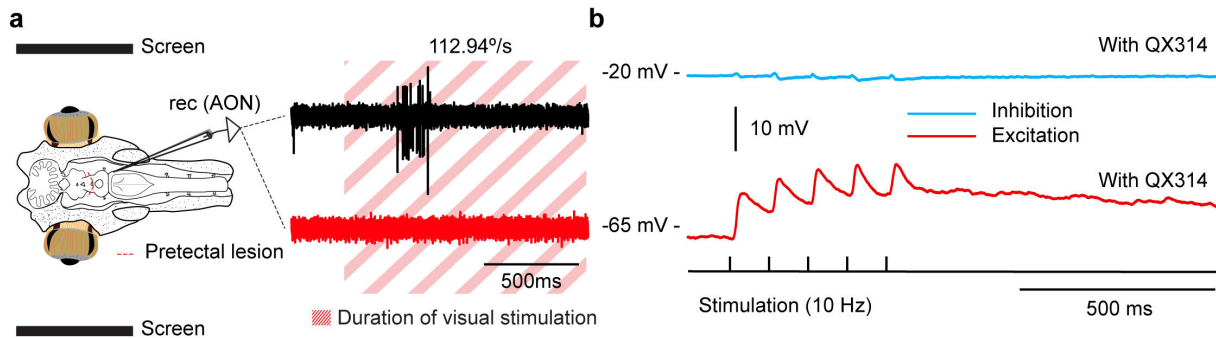 a
Screen
112.94º/s
rec (AON)
Pretectal lesion
500ms
Duration of visual stimulation
Screen
b
With QX314
-20 mV -
10 mV
Inhibition
Excitation
With QX314
-65 mV -
Stimulation (10 Hz)
500 ms